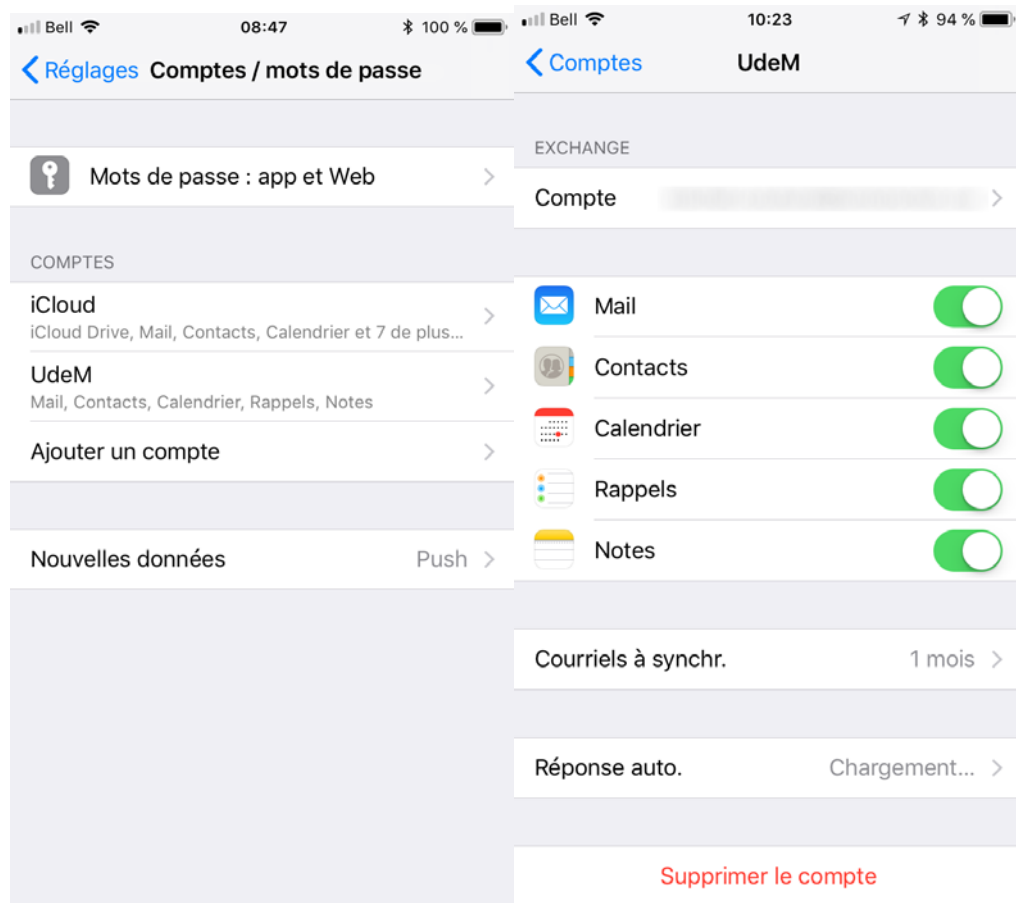 Bell 08:47 100 %
Réglages Comptes / mots de passe
Mots de passe : app et Web
COMPTES
iCloud
iCloud Drive, Mail, Contacts, Calendrier et 7 de plus...
UdeM
Mail, Contacts, Calendrier, Rappels, Notes
Ajouter un compte
Nouvelles données Push
Bell 10:23 94 %
Comptes UdeM
EXCHANGE
Compte
Mail
Contacts
Calendrier
Rappels
Notes
Courriels à synchr. 1 mois
Réponse auto. Chargement...
Supprimer le compte